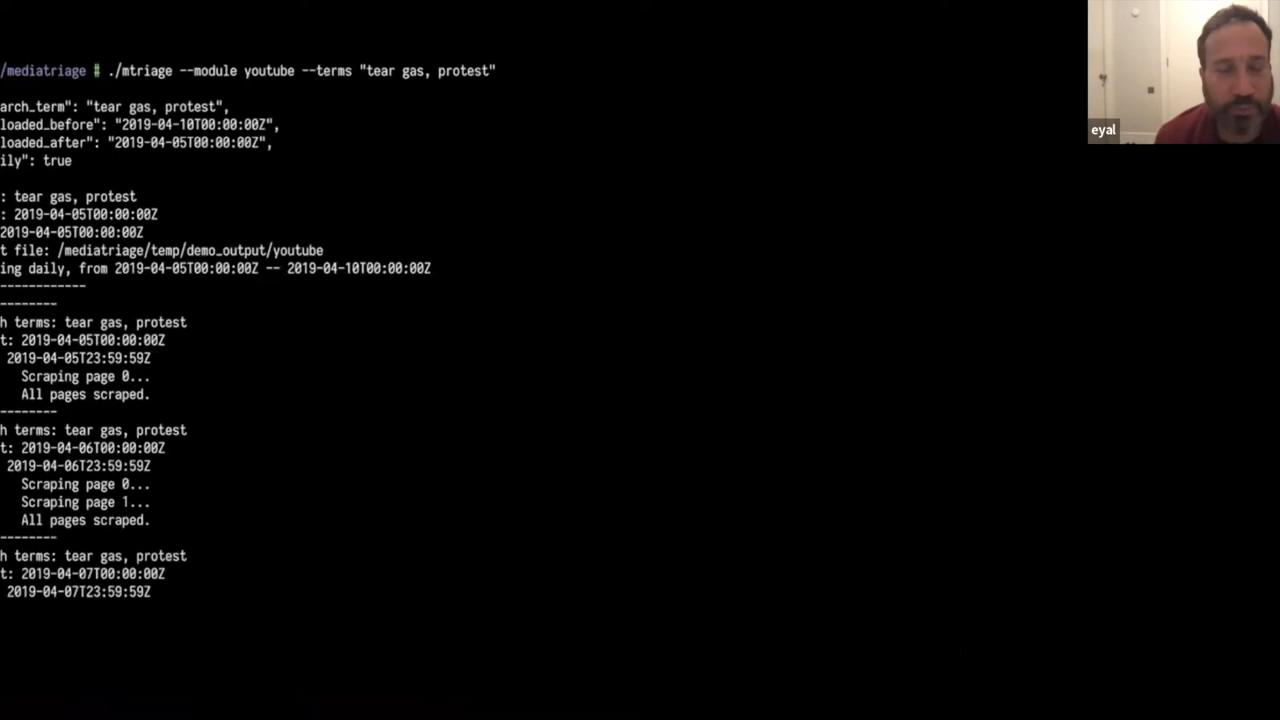 /mediatriage # ./mtriage --module youtube --terms "tear gas, protest"
arch_term": "tear gas, protest",
loaded_before": "2019-04-10T00:00:00Z",
loaded_after": "2019-04-05T00:00:00Z",
ily": true
: tear gas, protest
: 2019-04-05T00:00:00Z
2019-04-05T00:00:00Z
t file: /mediatriage/temp/demo_output/youtube
ing daily, from 2019-04-05T00:00:00Z -- 2019-04-10T00:00:00Z
------------
--------
h terms: tear gas, protest
t: 2019-04-05T00:00:00Z
2019-04-05T23:59:59Z
Scraping page 0...
All pages scraped.
--------
h terms: tear gas, protest
t: 2019-04-06T00:00:00Z
2019-04-06T23:59:59Z
Scraping page 0...
Scraping page 1...
All pages scraped.
--------
h terms: tear gas, protest
t: 2019-04-07T00:00:00Z
2019-04-07T23:59:59Z
eyal